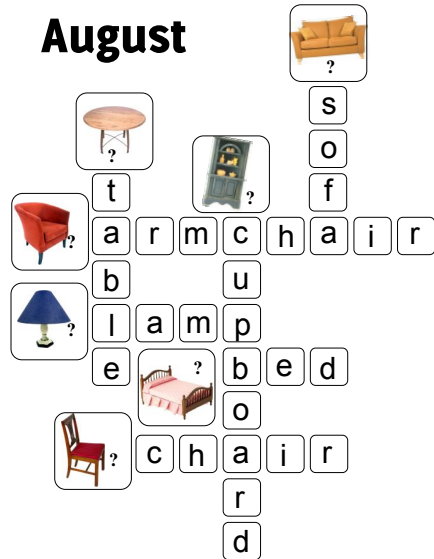 August
?
s
? o
? t f
? a r m c h a i r
b u
? l a m p
e ? b e d
o
? c h a i r
r
d